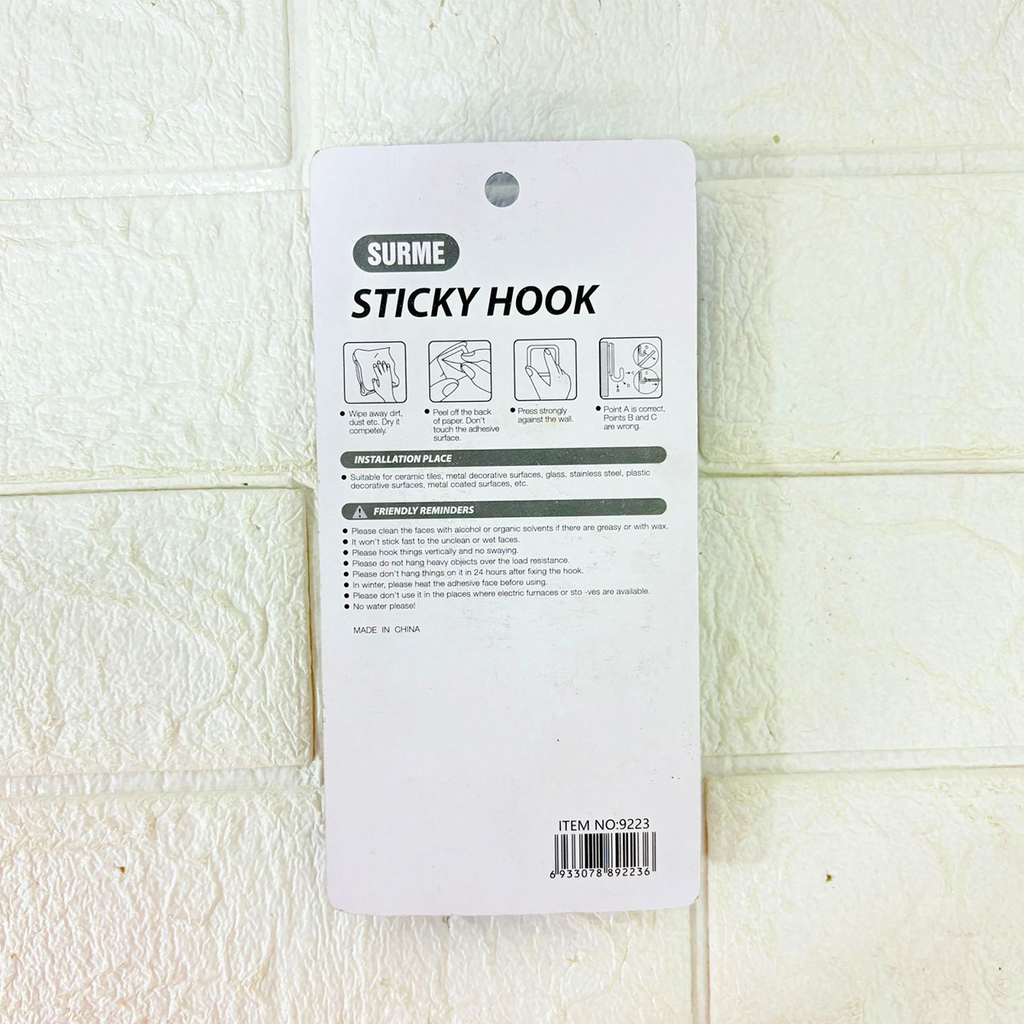 SURME
STICKY HOOK
Wipe away dirt,
dust etc. Dry it
competely.
Peel off the back
of paper. Don't
touch the adhesive
surface.
Press strongly
against the wall.
Point A is correct,
Points B and C
are wrong.
INSTALLATION PLACE
Suitable for ceramic tiles, metal decorative surfaces, glass, stainless steel, plastic
decorative surfaces, metal coated surfaces, etc.
FRIENDLY REMINDERS
Please clean the faces with alcohol or organic solvents if there are greasy or with wax.
It won't stick fast to the unclean or wet faces.
Please hook things vertically and no swaying.
Please do not hang heavy objects over the load resistance.
Please don't hang things on it in 24 hours after fixing the hook.
In winter, please heat the adhesive face before using.
Please don't use it in the places where electric furnaces or sto -ves are available.
No water please!
MADE IN CHINA
ITEM NO:9223
6 933078 892236